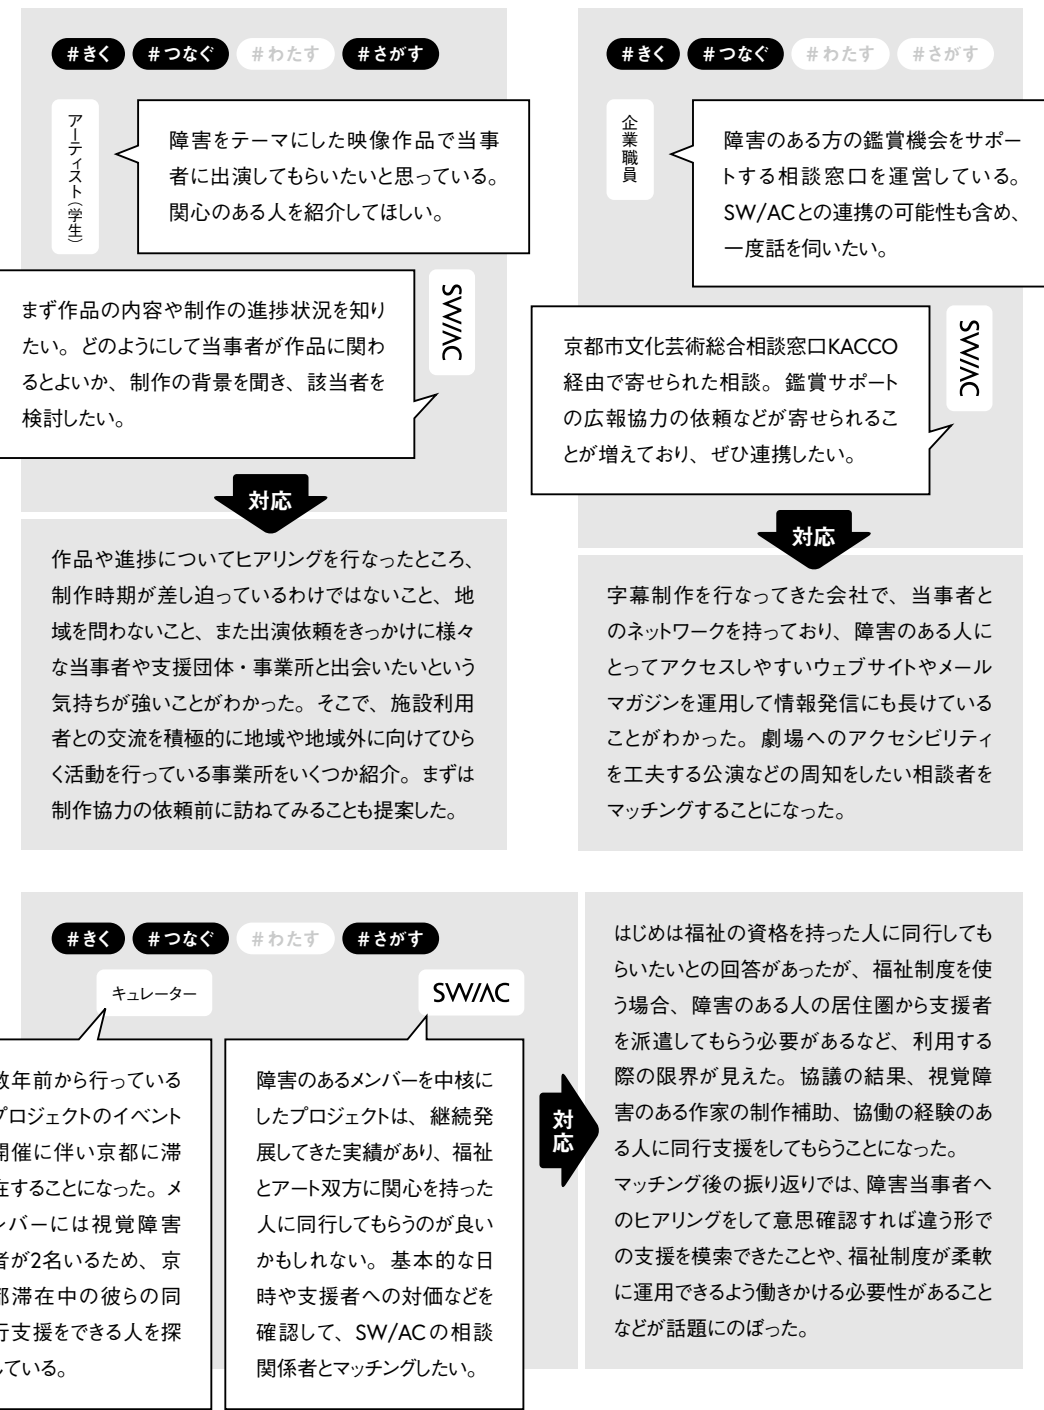 #きく #つなぐ #わたす #さがす
アーティスト(学生)
障害をテーマにした映像作品で当事
者に出演してもらいたいと思っている。
関心のある人を紹介してほしい。
SW/AC
まず作品の内容や制作の進捗状況を知り
たい。どのようにして当事者が作品に関わ
るとよいか、制作の背景を聞き、該当者を
検討したい。
対応
作品や進捗についてヒアリングを行なったところ、
制作時期が差し迫っているわけではないこと、地
域を問わないこと、また出演依頼をきっかけに様々
な当事者や支援団体・事業所と出会いたいという
気持ちが強いことがわかった。そこで、施設利用
者との交流を積極的に地域や地域外に向けてひら
く活動を行っている事業所をいくつか紹介。まずは
制作協力の依頼前に訪ねてみることも提案した。
#きく #つなぐ #わたす #さがす
企業職員
障害のある方の鑑賞機会をサポー
トする相談窓口を運営している。
SW/ACとの連携の可能性も含め、
一度話を伺いたい。
SW/AC
京都市文化芸術総合相談窓口KACCO
経由で寄せられた相談。鑑賞サポート
の広報協力の依頼などが寄せられるこ
とが増えており、ぜひ連携したい。
対応
字幕制作を行なってきた会社で、当事者と
のネットワークを持っており、障害のある人に
とってアクセスしやすいウェブサイトやメール
マガジンを運用して情報発信にも長けている
ことがわかった。劇場へのアクセシビリティ
を工夫する公演などの周知をしたい相談者を
マッチングすることになった。
#きく #つなぐ #わたす #さがす
キュレーター
数年前から行っている
プロジェクトのイベント
開催に伴い京都に滞
在することになった。メ
ンバーには視覚障害
者が2名いるため、京
都滞在中の彼らの同
行支援をできる人を探
している。
SW/AC
障害のあるメンバーを中核に
したプロジェクトは、継続発
展してきた実績があり、福祉
とアート双方に関心を持った
人に同行してもらうのが良い
かもしれない。基本的な日
時や支援者への対価などを
確認して、SW/ACの相談
関係者とマッチングしたい。
対応
はじめは福祉の資格を持った人に同行しても
らいたいとの回答があったが、福祉制度を使
う場合、障害のある人の居住圏から支援者
を派遣してもらう必要があるなど、利用する
際の限界が見えた。協議の結果、視覚障
害のある作家の制作補助、協働の経験のあ
る人に同行支援をしてもらうことになった。
マッチング後の振り返りでは、障害当事者へ
のヒアリングをして意思確認すれば違う形で
の支援を模索できたことや、福祉制度が柔軟
に運用できるよう働きかける必要性があること
などが話題にのぼった。